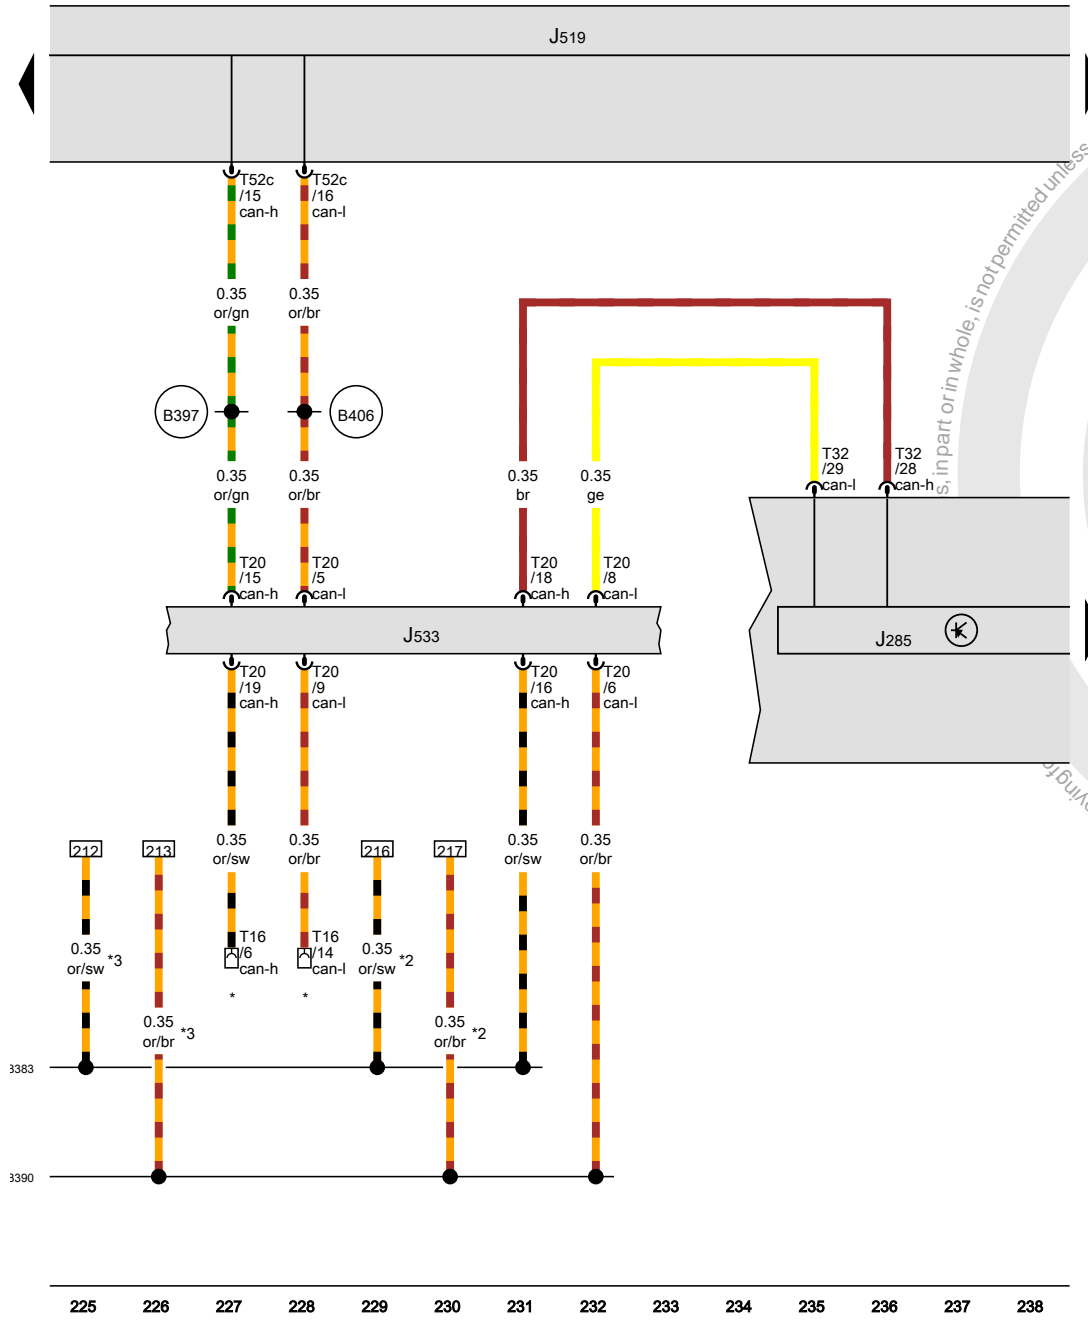 J519
T52c
/15
can-h
T52c
/16
can-l
0.35
or/gn
0.35
or/br
B397
B406
0.35
or/gn
0.35
or/br
0.35
br
0.35
ge
T32
/29
can-l
T32
/28
can-h
T20
/15
can-h
T20
/5
can-l
T20
/18
can-h
T20
/8
can-l
J533
J285
T20
/19
can-h
T20
/9
can-l
T20
/16
can-h
T20
/6
can-l
0.35
or/sw
0.35
or/br
0.35
or/sw
0.35
or/br
212
213
216
217
0.35
or/sw *3
T16
/6
can-h
*
T16
/14
can-l
*
0.35
or/sw *2
0.35
or/br *3
0.35
or/br *2
383
390
225 226 227 228 229 230 231 232 233 234 235 236 237 238
s, in part or in whole, is not permitted unless